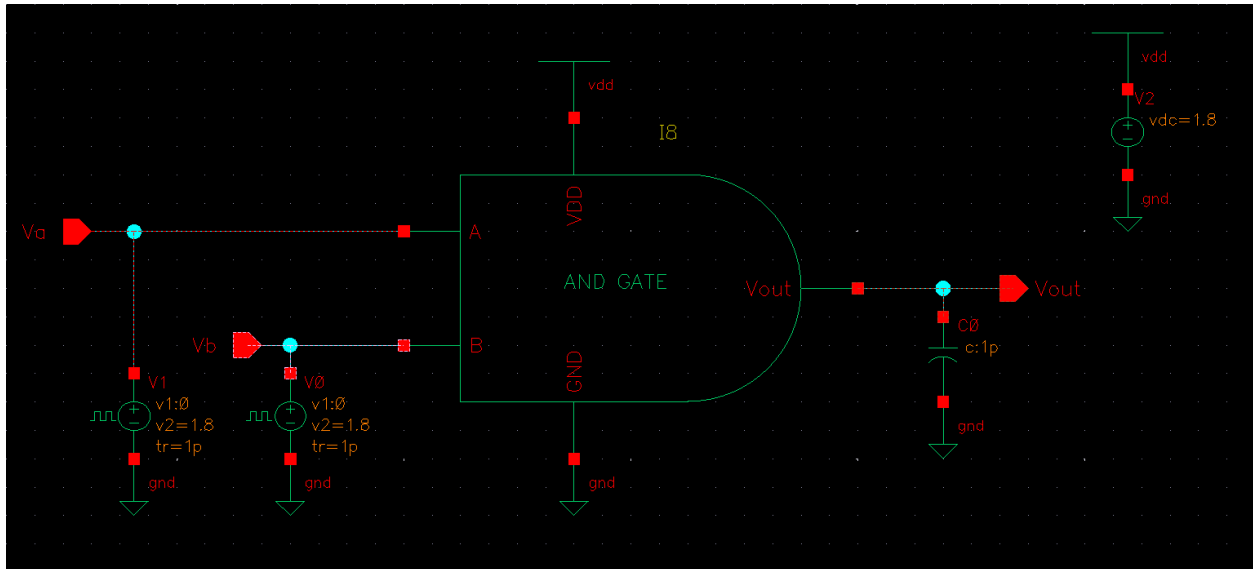 vdd
vdd
V2
vdc=1.8
I8
VBD
gnd
Va
A
AND GATE
Vout
Vout
Vb
B
C0
c:1p
GND
V1
v1:0
v2=1.8
tr=1p
V0
v1:0
v2=1.8
tr=1p
gnd
gnd
gnd
gnd